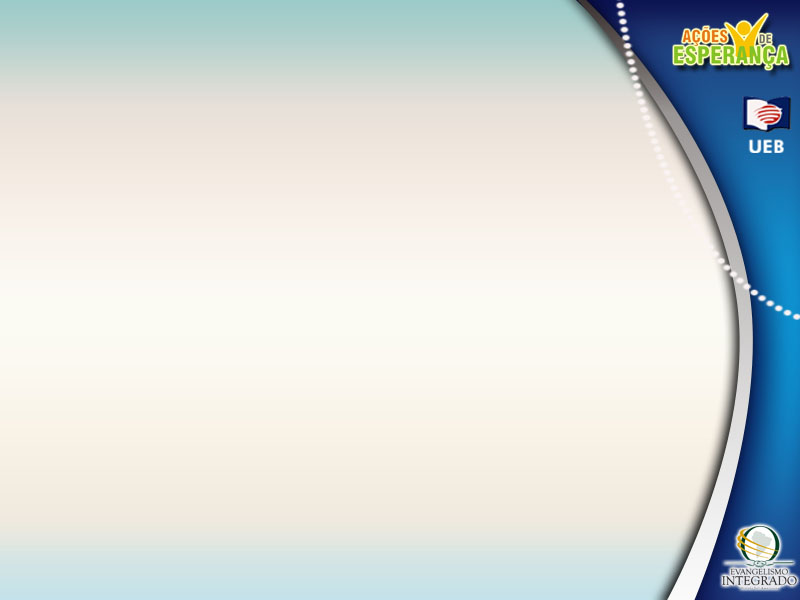 AÇÕES DE
ESPERANÇA
UEB
EVANGELISMO
INTEGRADO